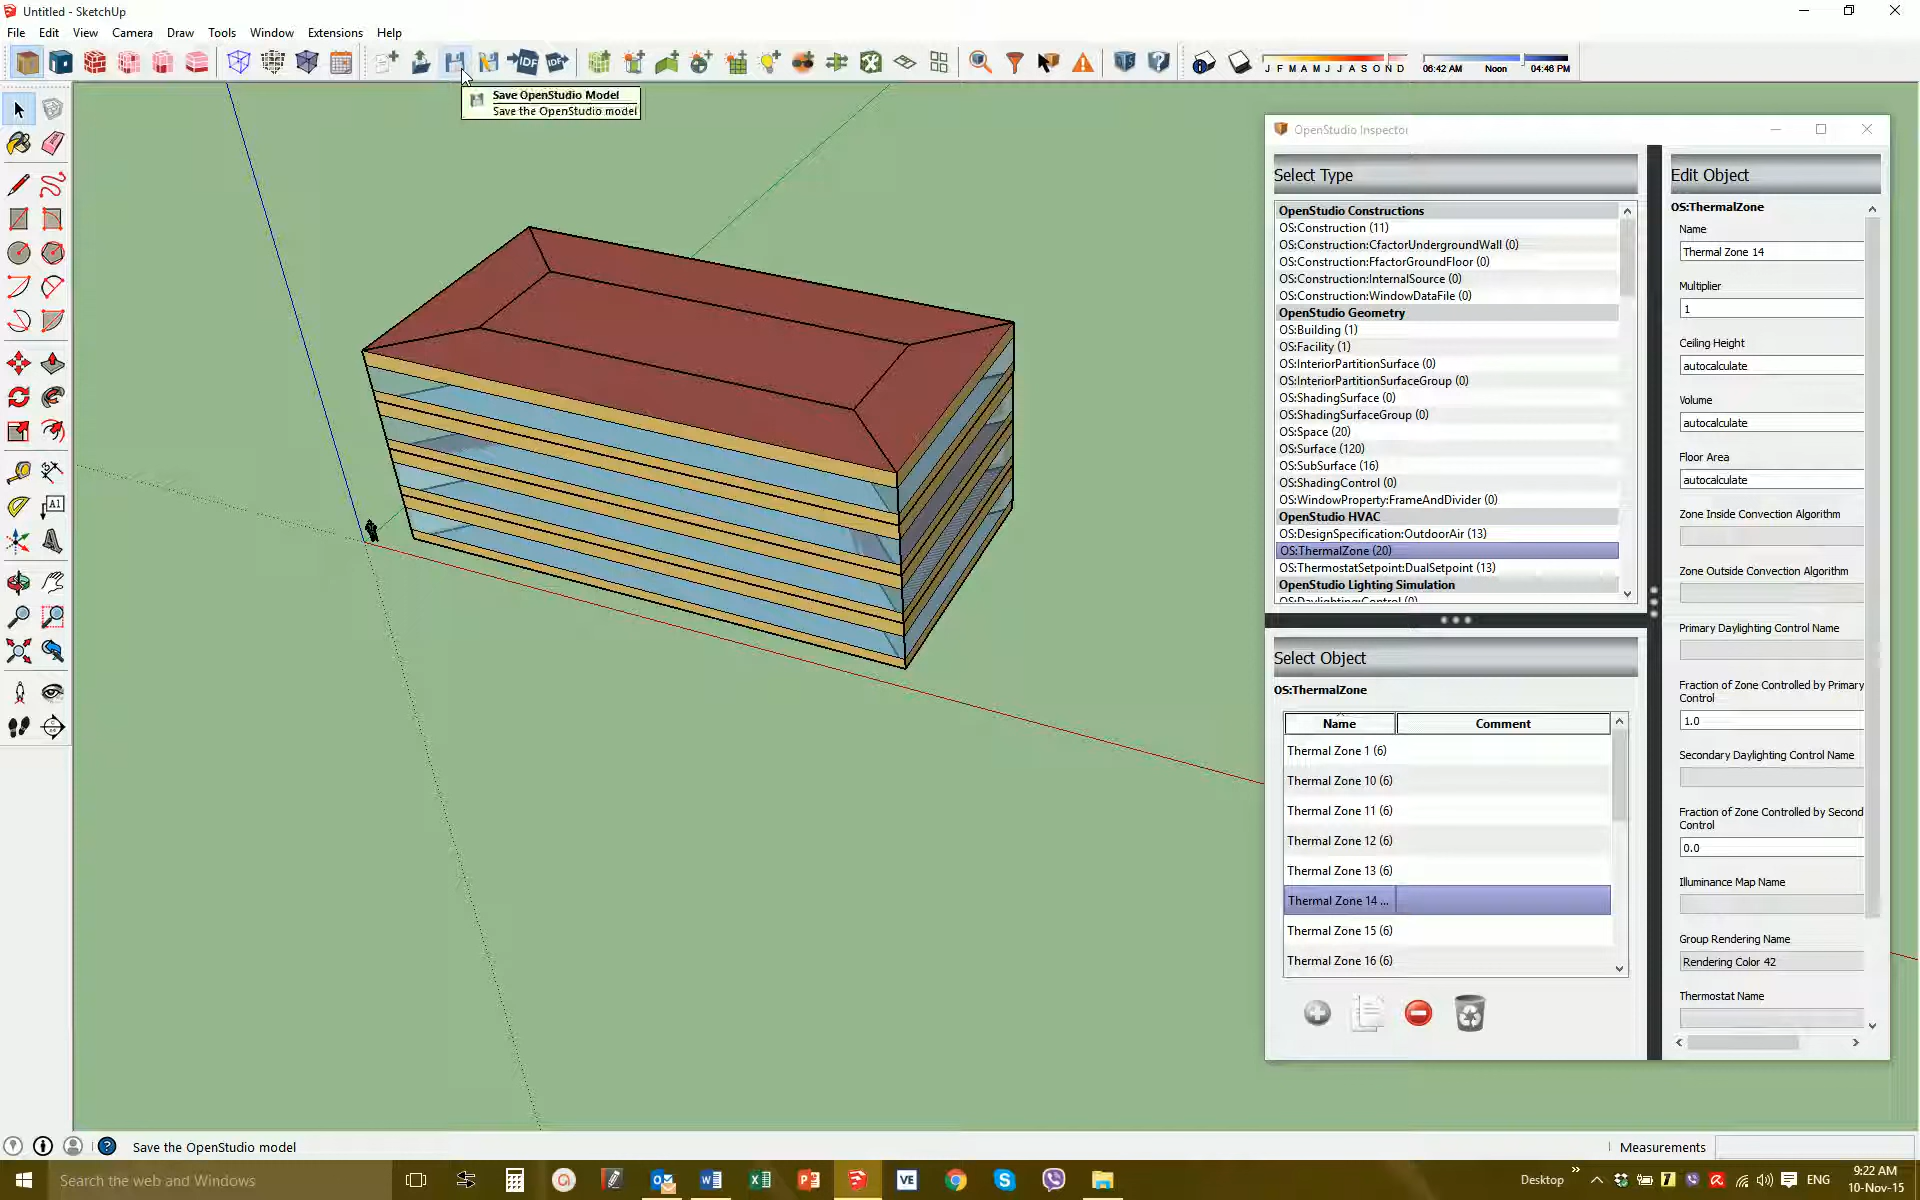 Untitled - SketchUp
File Edit View Camera Draw Tools Window Extensions Help
IDF
IDF
J F M A M J J A S O N D
06:42 AM Noon 04:46 PM
Save OpenStudio Model
Save the OpenStudio model
A1
OpenStudio Inspector
Select Type
OpenStudio Constructions
OS:Construction (11)
OS:Construction:CfactorUndergroundWall (0)
OS:Construction:FfactorGroundFloor (0)
OS:Construction:InternalSource (0)
OS:Construction:WindowDataFile (0)
OpenStudio Geometry
OS:Building (1)
OS:Facility (1)
OS:InteriorPartitionSurface (0)
OS:InteriorPartitionSurfaceGroup (0)
OS:ShadingSurface (0)
OS:ShadingSurfaceGroup (0)
OS:Space (20)
OS:Surface (120)
OS:SubSurface (16)
OS:ShadingControl (0)
OS:WindowProperty:FrameAndDivider (0)
OpenStudio HVAC
OS:DesignSpecification:OutdoorAir (13)
OS:ThermalZone (20)
OS:ThermostatSetpoint:DualSetpoint (13)
OpenStudio Lighting Simulation
OS:Daylighting:Control (0)
Select Object
OS:ThermalZone
Name Comment
Thermal Zone 1 (6)
Thermal Zone 10 (6)
Thermal Zone 11 (6)
Thermal Zone 12 (6)
Thermal Zone 13 (6)
Thermal Zone 14 ...
Thermal Zone 15 (6)
Thermal Zone 16 (6)
Edit Object
OS:ThermalZone
Name
Thermal Zone 14
Multiplier
1
Ceiling Height
autocalculate
Volume
autocalculate
Floor Area
autocalculate
Zone Inside Convection Algorithm
Zone Outside Convection Algorithm
Primary Daylighting Control Name
Fraction of Zone Controlled by Primary
Control
1.0
Secondary Daylighting Control Name
Fraction of Zone Controlled by Second
Control
0.0
Illuminance Map Name
Group Rendering Name
Rendering Color 42
Thermostat Name
Save the OpenStudio model
Measurements
Search the web and Windows
VE
Desktop
ENG
9:22 AM
10-Nov-15